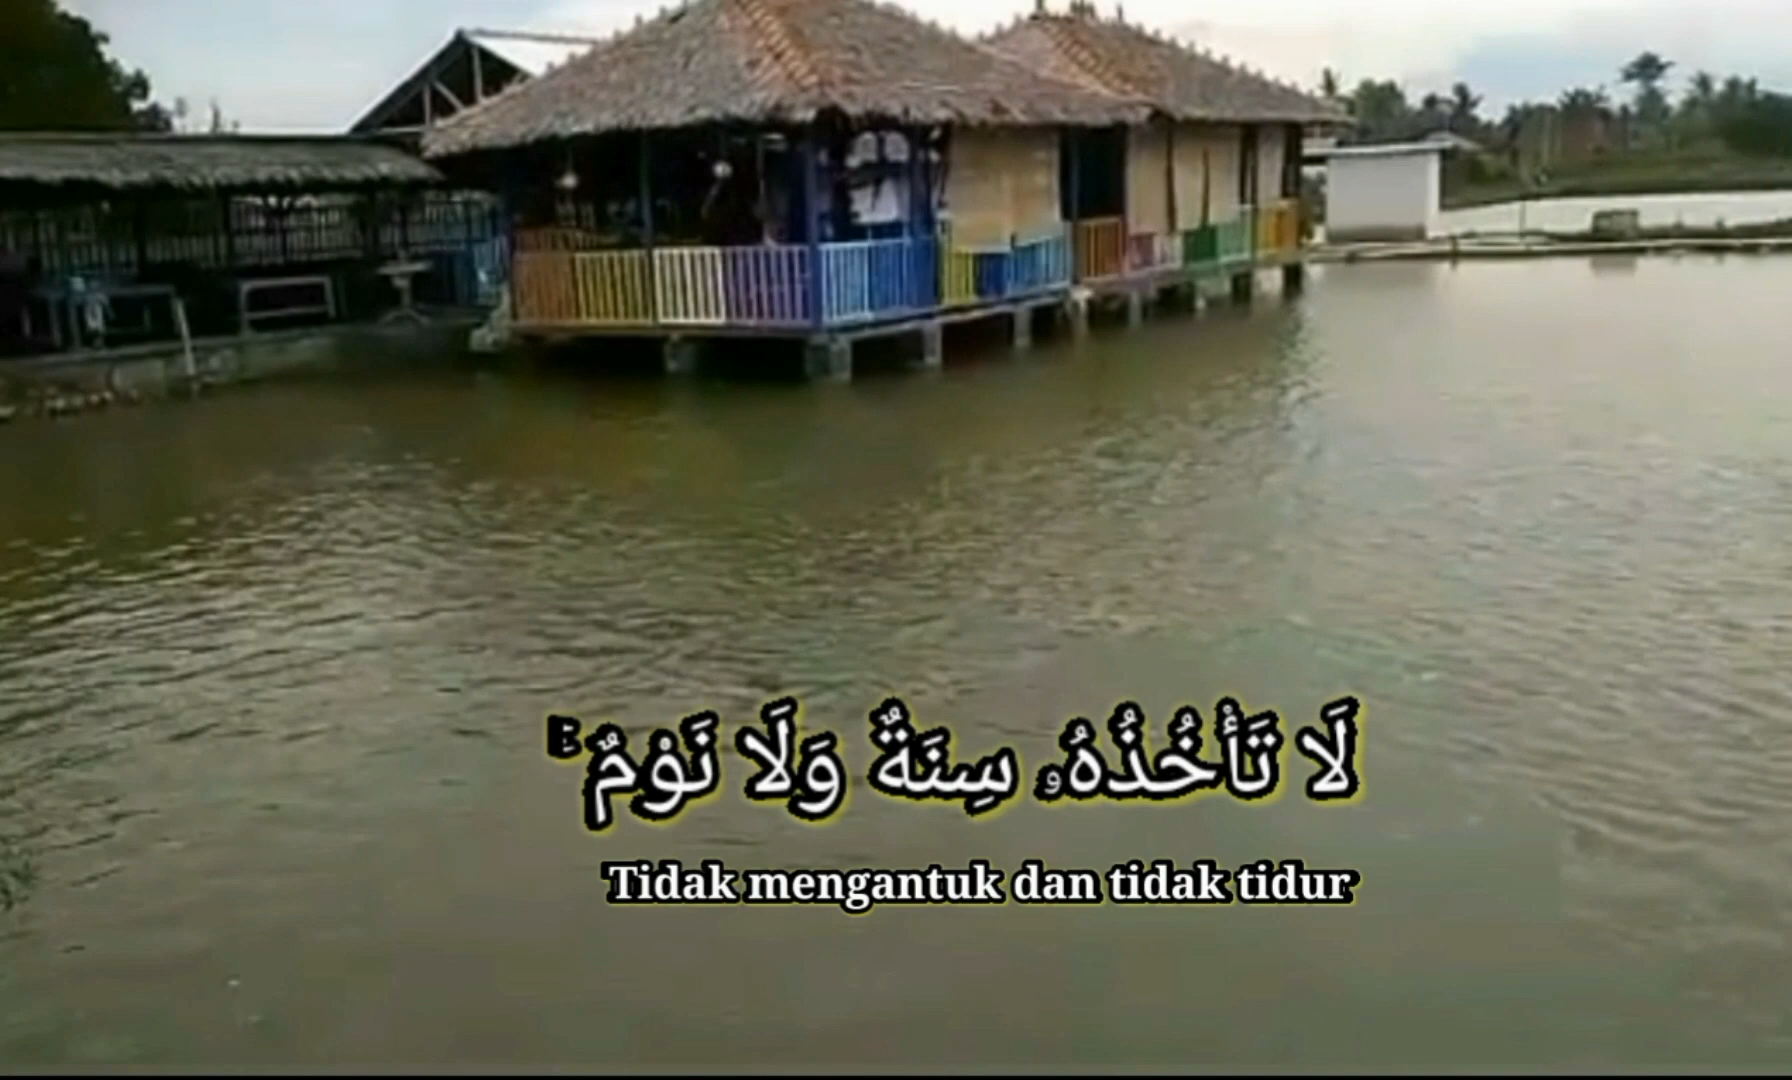 لَا تَأْخُذُهُۥ سِنَةٌ وَلَا نَوْمٌ ۚ
Tidak mengantuk dan tidak tidur